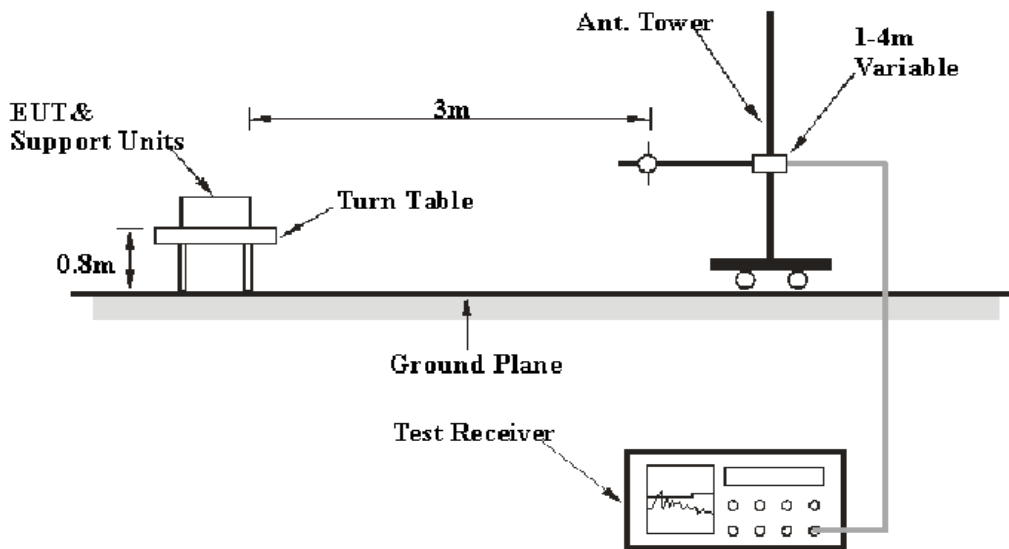 Ant. Tower
1-4m
Variable
3m
EUT&
Support Units
Turn Table
0.8m
Ground Plane
Test Receiver